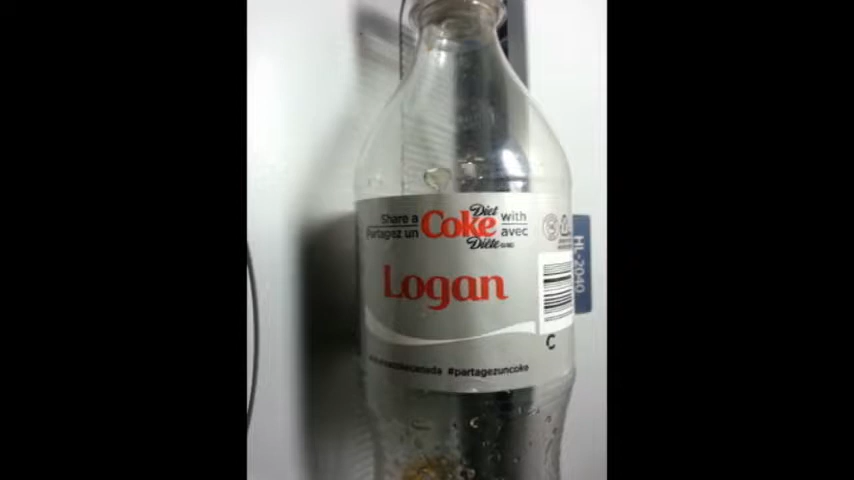 Share a Diet Coke with
Partagez un Diète avec
Logan
#partagezuncoke
C
HL-2040